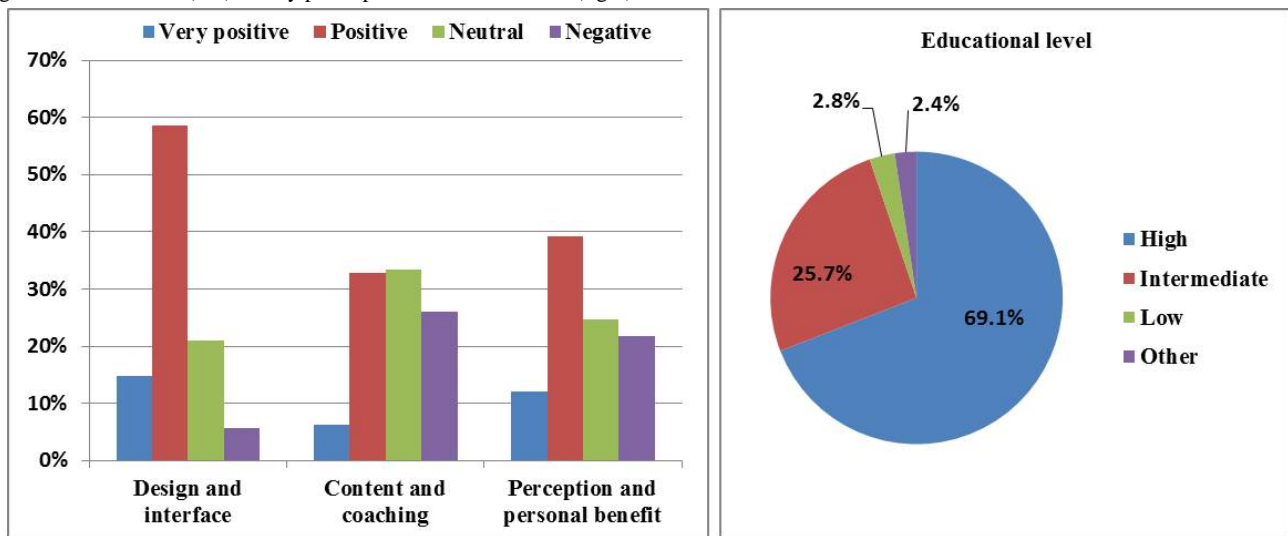 Very positive Positive Neutral Negative
70%
60%
50%
40%
30%
20%
10%
0%
Design and interface
Content and coaching
Perception and personal benefit
Educational level
2.8%
2.4%
25.7%
69.1%
High
Intermediate
Low
Other